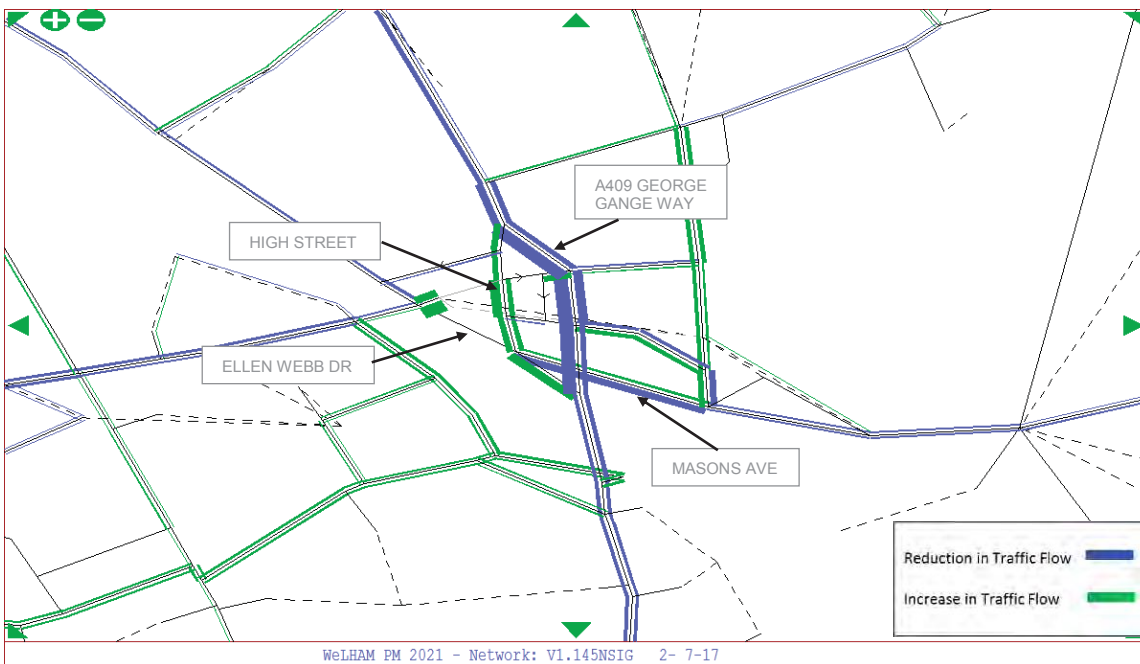 A409 GEORGE
GANGE WAY
HIGH STREET
ELLEN WEBB DR
MASONS AVE
Reduction in Traffic Flow
Increase in Traffic Flow
WeLHAM PM 2021 - Network: V1.145NSIG 2- 7-17